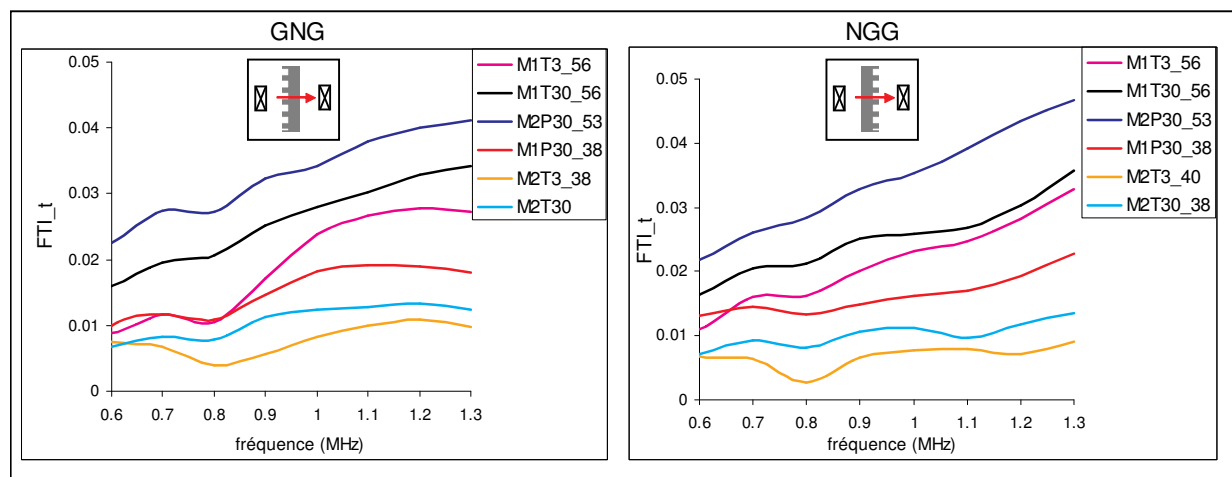 GNG
0.05
0.04
0.03
0.02
0.01
0
FTI_t
0.6 0.7 0.8 0.9 1 1.1 1.2 1.3
fréquence (MHz)
M1T3_56
M1T30_56
M2P30_53
M1P30_38
M2T3_38
M2T30
NGG
0.05
0.04
0.03
0.02
0.01
0
FTI_t
0.6 0.7 0.8 0.9 1 1.1 1.2 1.3
fréquence (MHz)
M1T3_56
M1T30_56
M2P30_53
M1P30_38
M2T3_40
M2T30_38